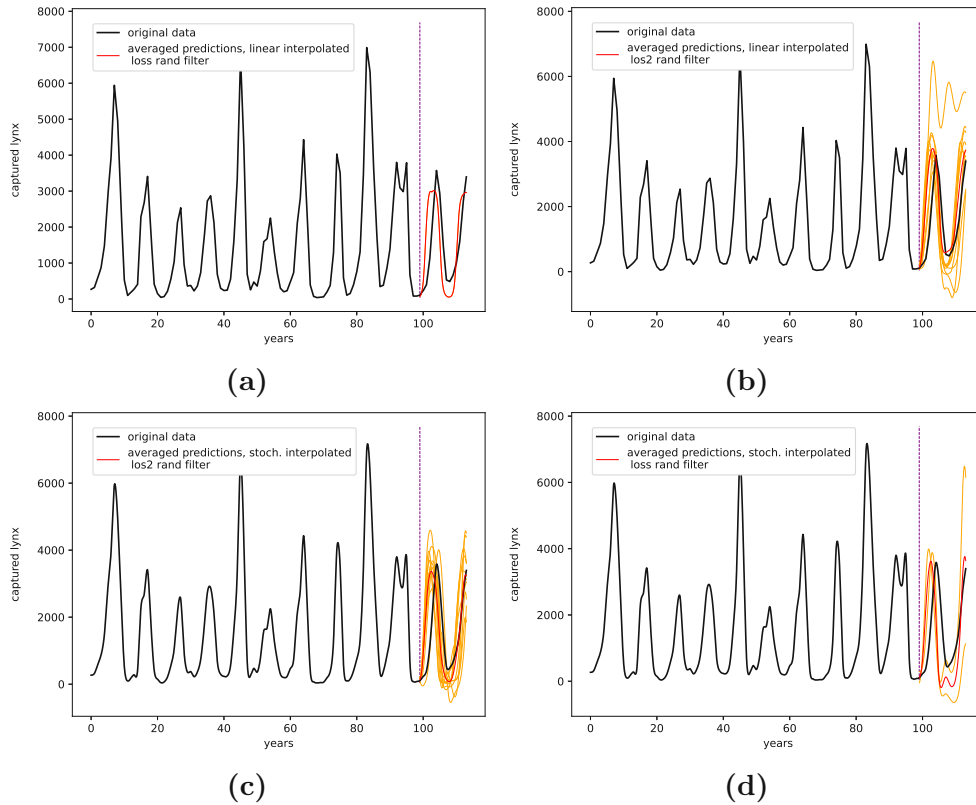 8000
7000
6000
5000
4000
3000
2000
1000
0
captured lynx
original data
averaged predictions, linear interpolated
loss rand filter
0 20 40 60 80 100
years
(a)
8000
6000
4000
2000
0
captured lynx
original data
averaged predictions, linear interpolated
los2 rand filter
0 20 40 60 80 100
years
(b)
8000
6000
4000
2000
0
captured lynx
original data
averaged predictions, stoch. interpolated
los2 rand filter
0 20 40 60 80 100
years
(c)
8000
6000
4000
2000
0
captured lynx
original data
averaged predictions, stoch. interpolated
loss rand filter
0 20 40 60 80 100
years
(d)